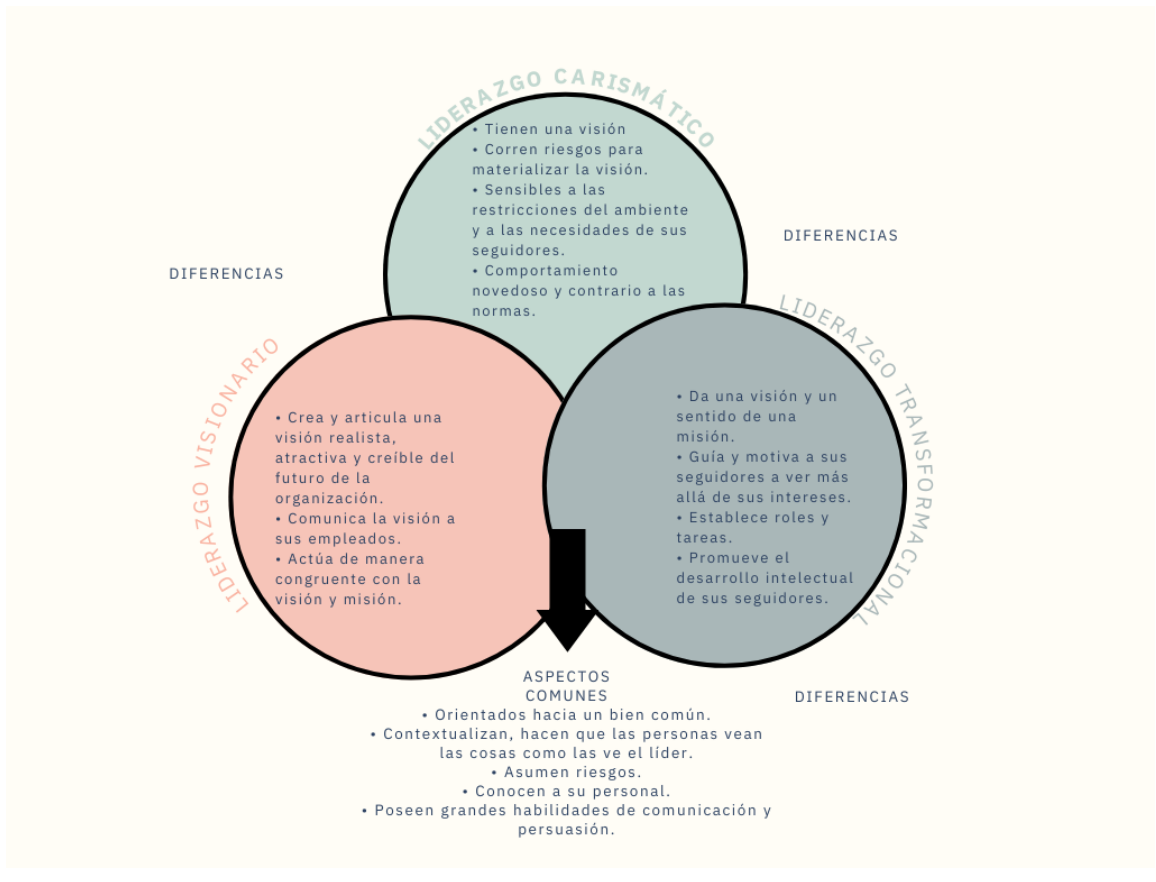 LIDERAZGO CARISMÁTICO
• Tienen una visión
• Corren riesgos para
materializar la visión.
• Sensibles a las
restricciones del ambiente
y a las necesidades de sus
seguidores.
• Comportamiento
novedoso y contrario a las
normas.
DIFERENCIAS
DIFERENCIAS
LIDERAZGO VISIONARIO
• Crea y articula una
visión realista,
atractiva y creíble del
futuro de la
organización.
• Comunica la visión a
sus empleados.
• Actúa de manera
congruente con la
visión y misión.
LIDERAZGO TRANSFORMACIONAL
• Da una visión y un
sentido de una
misión.
• Guía y motiva a sus
seguidores a ver más
allá de sus intereses.
• Establece roles y
tareas.
• Promueve el
desarrollo intelectual
de sus seguidores.
DIFERENCIAS
ASPECTOS
COMUNES
• Orientados hacia un bien común.
• Contextualizan, hacen que las personas vean
las cosas como las ve el líder.
• Asumen riesgos.
• Conocen a su personal.
• Poseen grandes habilidades de comunicación y
persuasión.